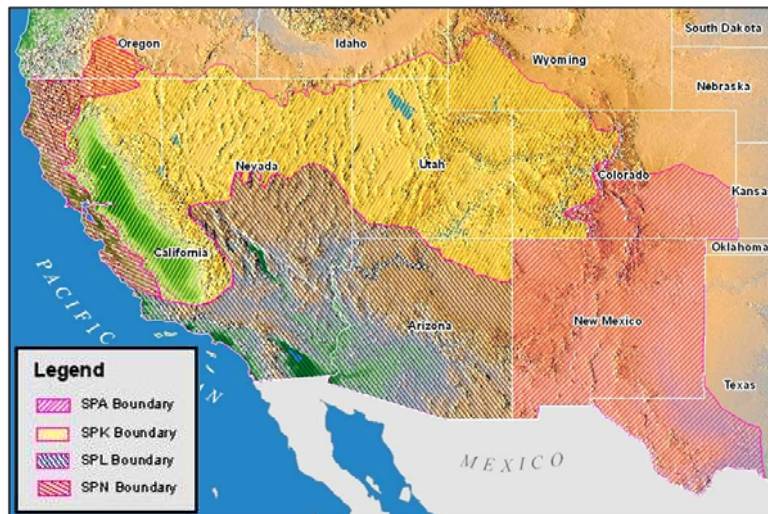 South Dakota
Oregon
Idaho
Wyoming
Nebraska
Nevada
Utah
Colorado
Kansa
California
Oklahoma
PACIFIC
Arizona
New Mexico
Texas
AN
MEXICO
Legend
SPA Boundary
SPK Boundary
SPL Boundary
SPN Boundary